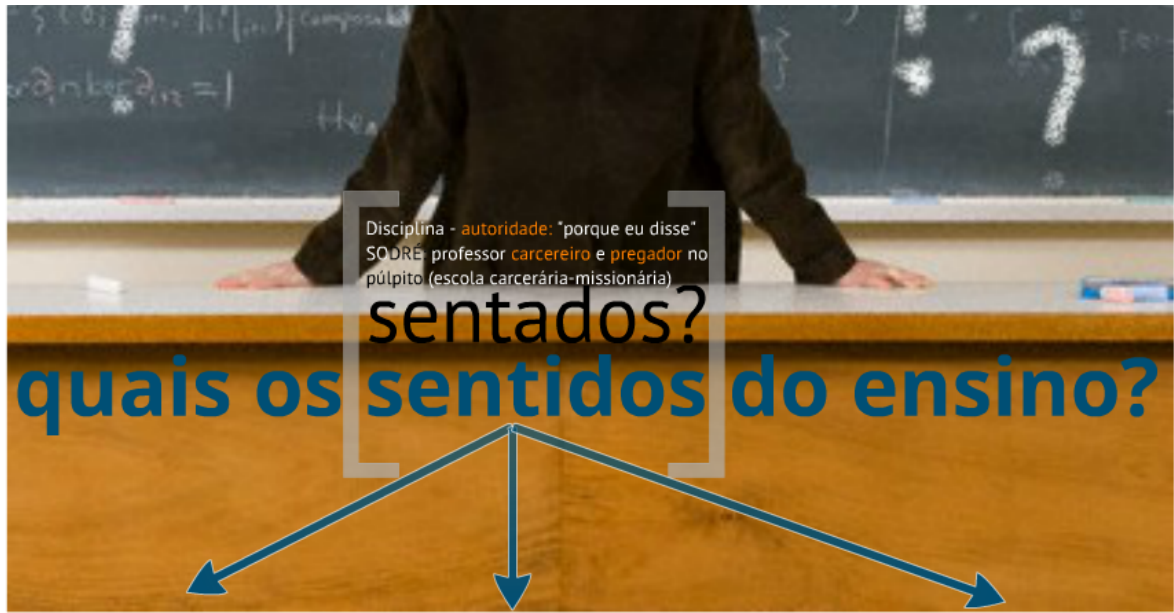 =1
?
Disciplina - autoridade: "porque eu disse"
SODRÉ: professor carcereiro e pregador no
púlpito (escola carcerária-missionária)
sentados?
quais os sentidos do ensino?